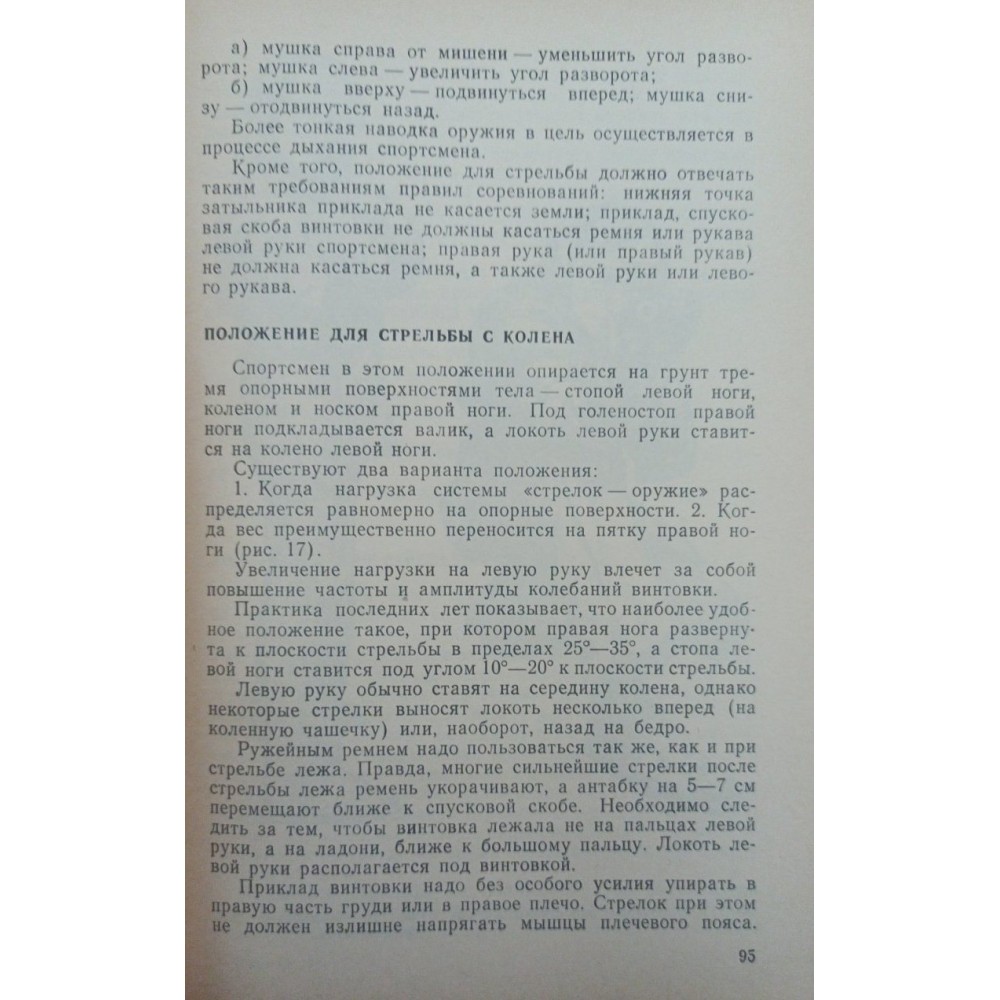 а) мушка справа от мишени — уменьшить угол разво-
рота; мушка слева — увеличить угол разворота;
б) мушка вверху — подвинуться вперед; мушка сни-
зу — отодвинуться назад.
Более тонкая наводка оружия в цель осуществляется в
процессе дыхания спортсмена.
Кроме того, положение для стрельбы должно отвечать
таким требованиям правил соревнований: нижняя точка
затыльника приклада не касается земли; приклад, спуско-
вая скоба винтовки не должны касаться ремня или рукава
левой руки спортсмена; правая рука (или правый рукав)
не должна касаться ремня, а также левой руки или лево-
го рукава.
ПОЛОЖЕНИЕ ДЛЯ СТРЕЛЬБЫ С КОЛЕНА
Спортсмен в этом положении опирается на грунт тре-
мя опорными поверхностями тела — стопой левой ноги,
коленом и носком правой ноги. Под голеностоп правой
ноги подкладывается валик, а локоть левой руки ставит-
ся на колено левой ноги.
Существуют два варианта положения:
1. Когда нагрузка системы «стрелок — оружие» рас-
пределяется равномерно на опорные поверхности. 2. Ког-
да вес преимущественно переносится на пятку правой но-
ги (рис. 17).
Увеличение нагрузки на левую руку влечет за собой
повышение частоты и амплитуды колебаний винтовки.
Практика последних лет показывает, что наиболее удоб-
ное положение такое, при котором правая нога разверну-
та к плоскости стрельбы в пределах 25°—35°, а стопа ле-
вой ноги ставится под углом 10°—20° к плоскости стрельбы.
Левую руку обычно ставят на середину колена, однако
некоторые стрелки выносят локоть несколько вперед (на
коленную чашечку) или, наоборот, назад на бедро.
Ружейным ремнем надо пользоваться так же, как и при
стрельбе лежа. Правда, многие сильнейшие стрелки после
стрельбы лежа ремень укорачивают, а антабку на 5—7 см
перемещают ближе к спусковой скобе. Необходимо сле-
дить за тем, чтобы винтовка лежала не на пальцах левой
руки, а на ладони, ближе к большому пальцу. Локоть ле-
вой руки располагается под винтовкой.
Приклад винтовки надо без особого усилия упирать в
правую часть груди или в правое плечо. Стрелок при этом
не должен излишне напрягать мышцы плечевого пояса.
95